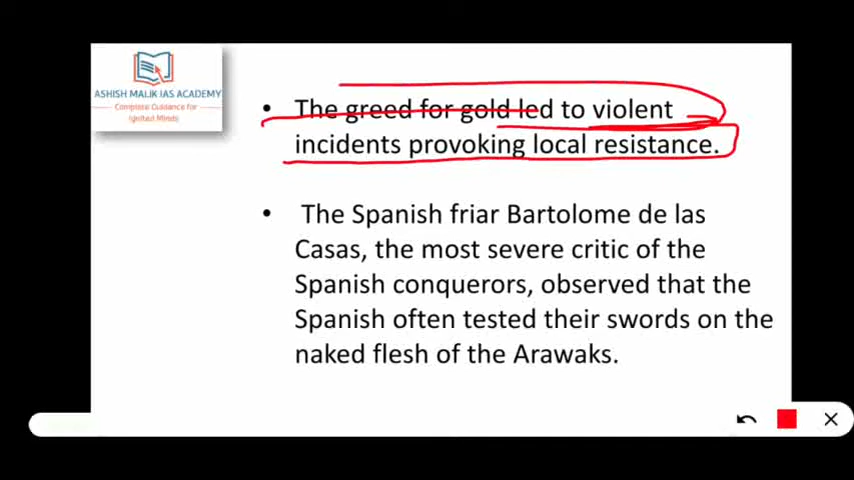 ASHISH MALIK IAS ACADEMY
Complete Guidance for
Ignited Minds
• The greed for gold led to violent
incidents provoking local resistance.
• The Spanish friar Bartolome de las
Casas, the most severe critic of the
Spanish conquerors, observed that the
Spanish often tested their swords on the
naked flesh of the Arawaks.